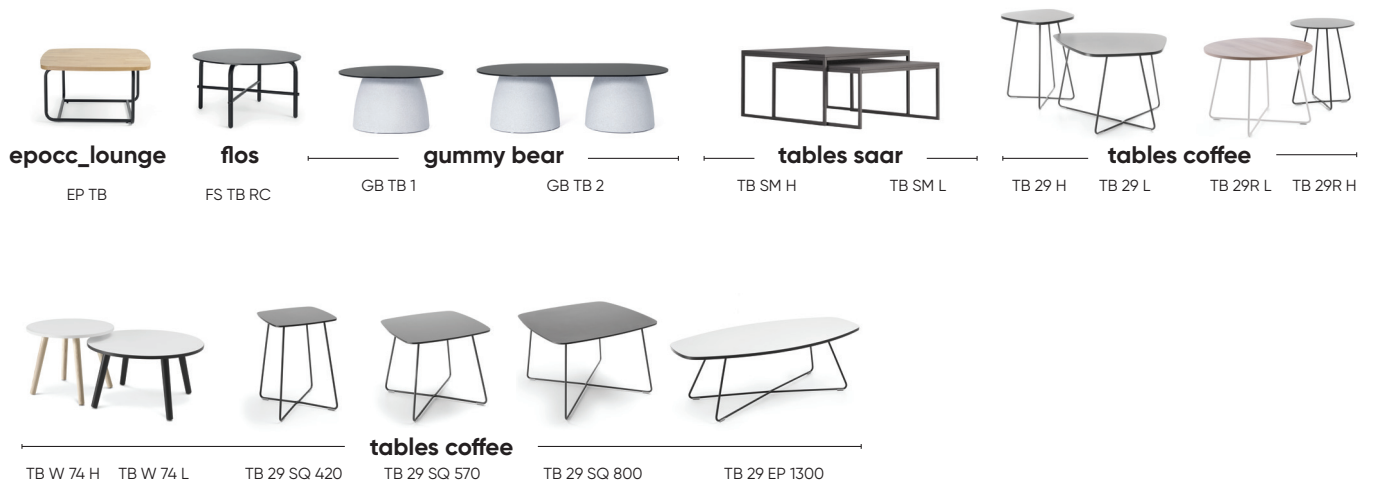 epocc_lounge flos gummy bear tables saar tables coffee
EP TB FS TB RC GB TB 1 GB TB 2 TB SM H TB SM L TB 29 H TB 29 L TB 29R L TB 29R H
tables coffee
TB W 74 H TB W 74 L TB 29 SQ 420 TB 29 SQ 570 TB 29 SQ 800 TB 29 EP 1300